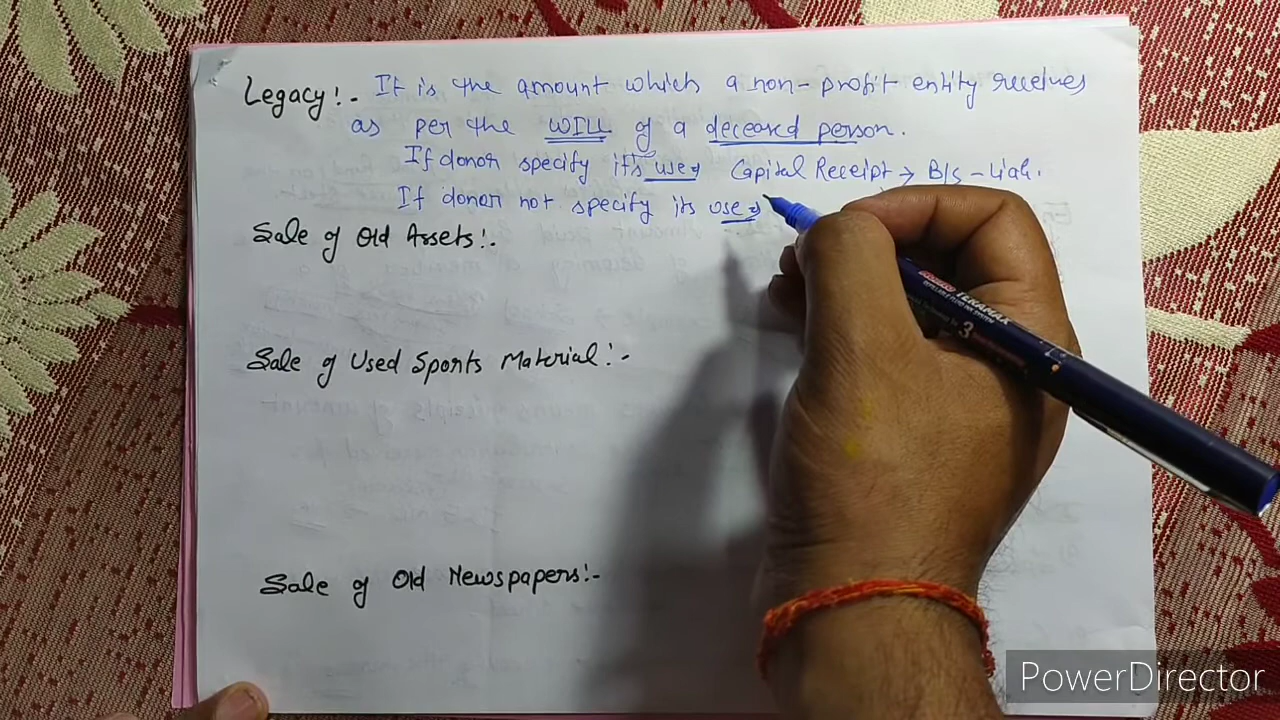 Legacy:- It is the amount which a non-profit entity receives
as per the WILL of a deceased person.
If donor specify it's use→ Capital Receipt → B/S - Liab.
If donor not specify its use→
Sale of Old Assets:-
Sale of Used Sports Material:-
Sale of Old Newspapers:-
TERAMAX
3
PowerDirector